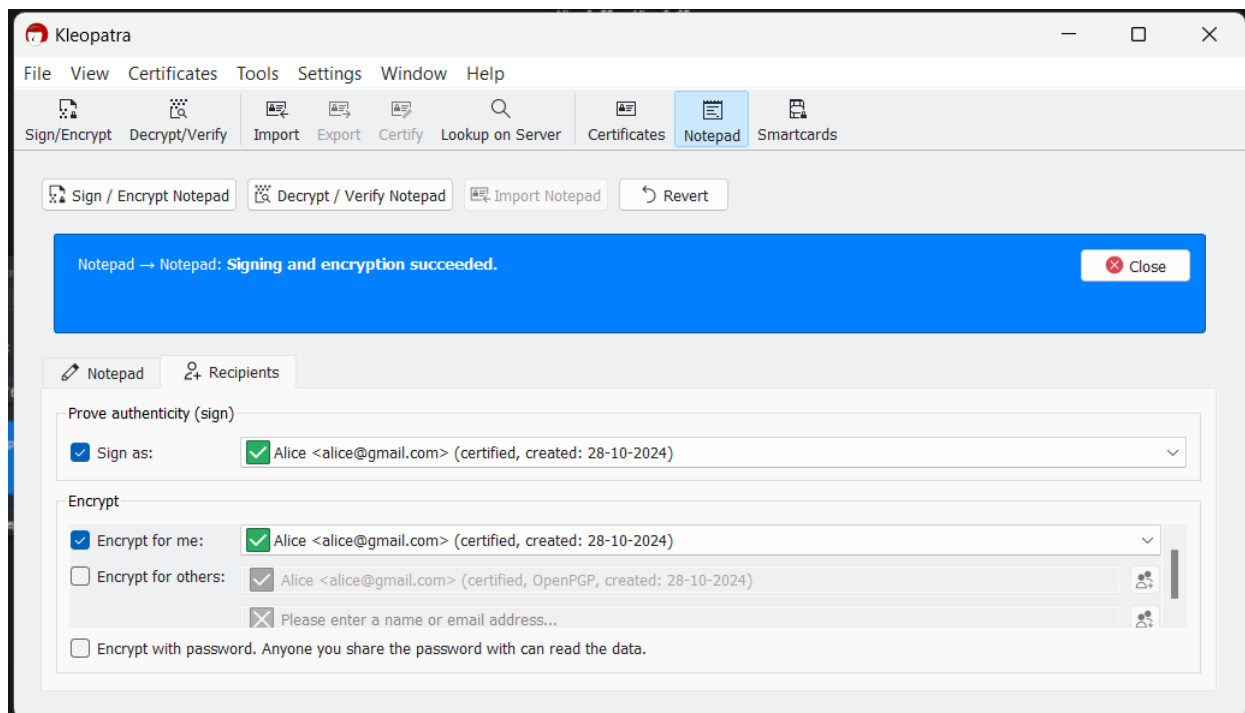 Kleopatra
File View Certificates Tools Settings Window Help
Sign/Encrypt Decrypt/Verify Import Export Certify Lookup on Server Certificates Notepad Smartcards
Sign / Encrypt Notepad Decrypt / Verify Notepad Import Notepad Revert
Notepad → Notepad: Signing and encryption succeeded. Close
Notepad Recipients
Prove authenticity (sign)
Sign as: Alice <alice@gmail.com> (certified, created: 28-10-2024)
Encrypt
Encrypt for me: Alice <alice@gmail.com> (certified, created: 28-10-2024)
Encrypt for others: Alice <alice@gmail.com> (certified, OpenPGP, created: 28-10-2024)
Please enter a name or email address...
Encrypt with password. Anyone you share the password with can read the data.